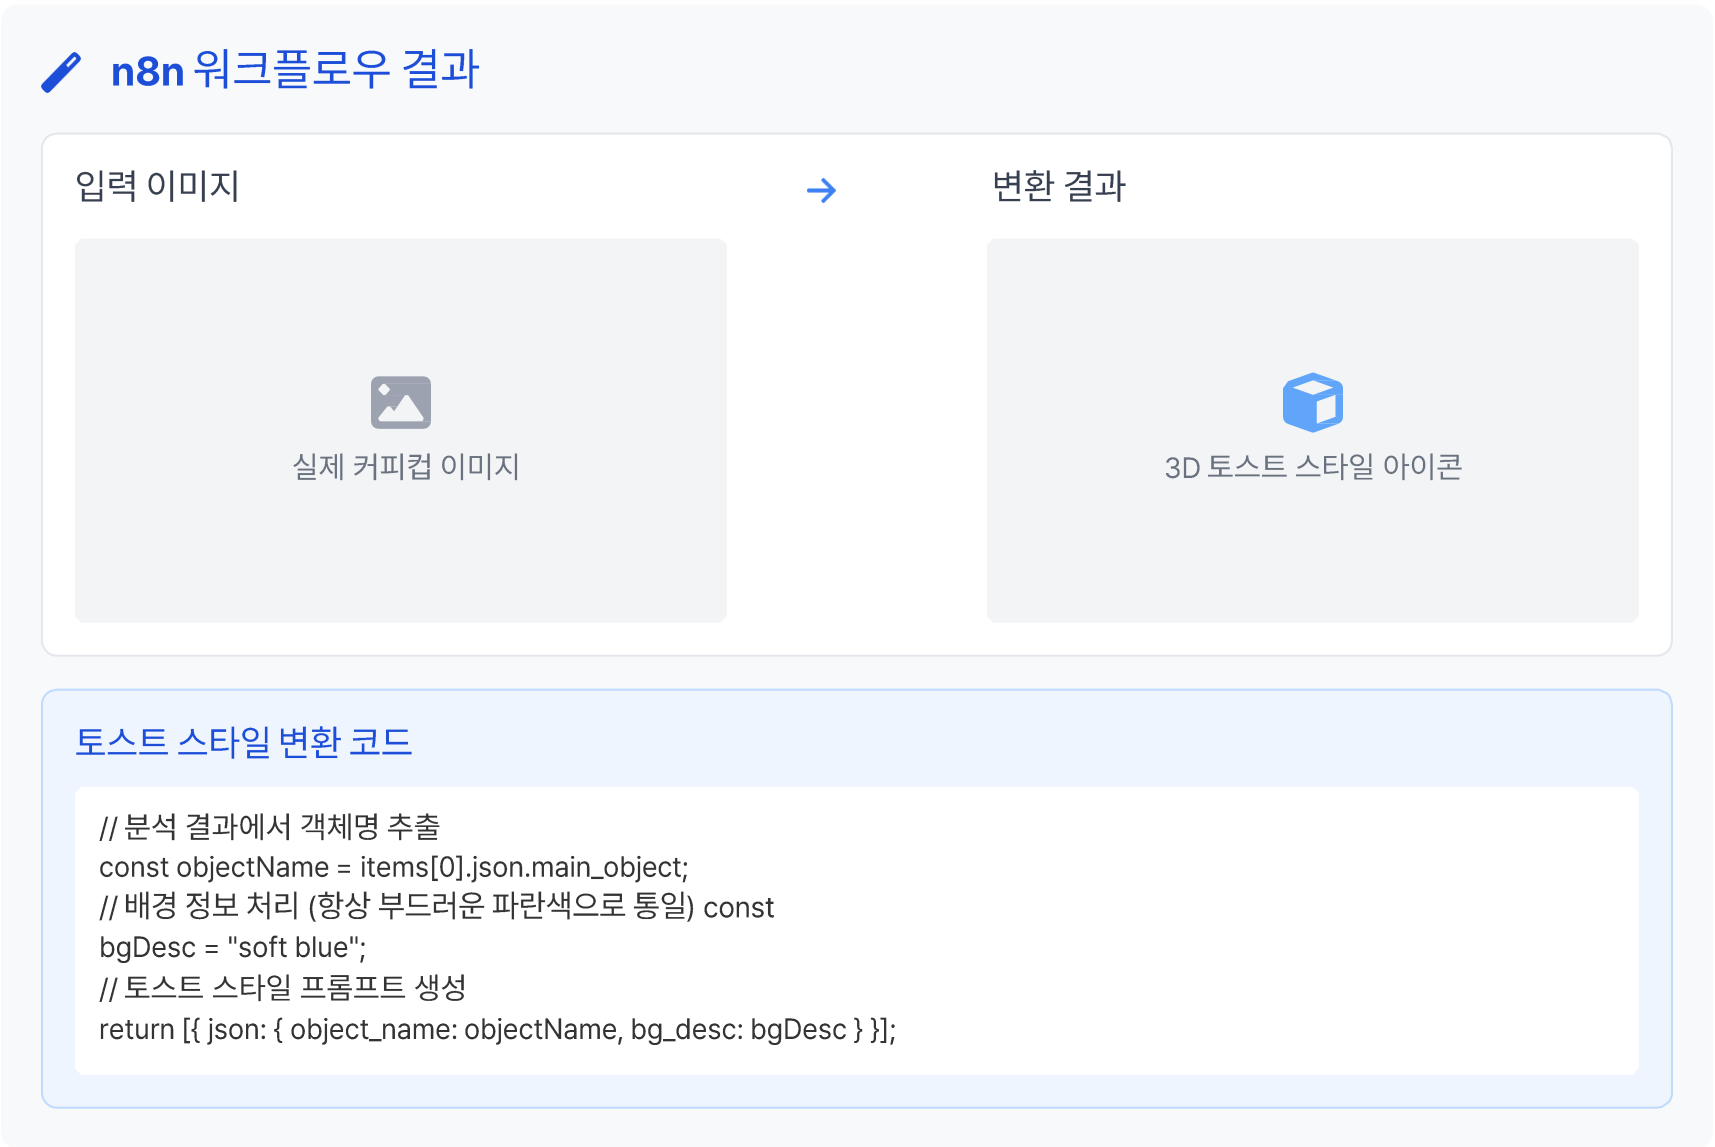 n8n 워크플로우 결과
입력 이미지
변환 결과
실제 커피컵 이미지
3D 토스트 스타일 아이콘
토스트 스타일 변환 코드
// 분석 결과에서 객체명 추출
const objectName = items[0].json.main_object;
// 배경 정보 처리 (항상 부드러운 파란색으로 통일) const
bgDesc = "soft blue";
// 토스트 스타일 프롬프트 생성
return [{ json: { object_name: objectName, bg_desc: bgDesc } }];